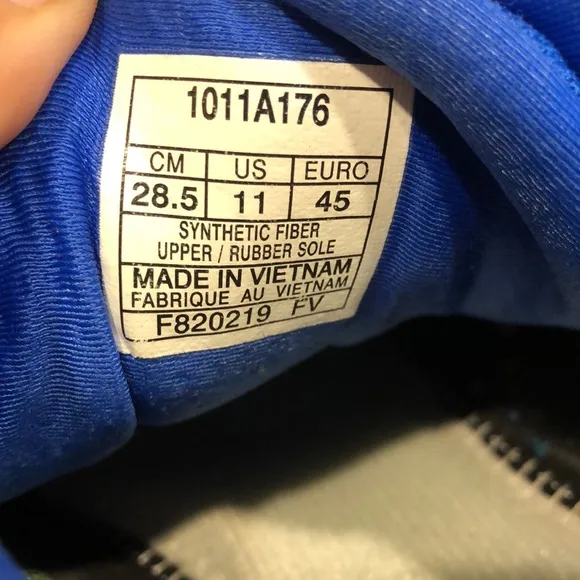 1011A176
CM US EURO
28.5 11 45
SYNTHETIC FIBER
UPPER / RUBBER SOLE
MADE IN VIETNAM
FABRIQUE AU VIETNAM
F820219 FV